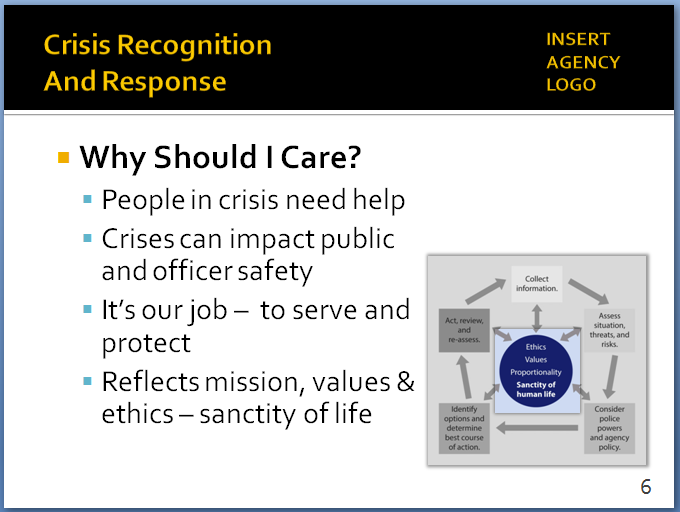 Crisis Recognition
And Response
INSERT
AGENCY
LOGO
Why Should I Care?
People in crisis need help
Crises can impact public
and officer safety
It's our job – to serve and
protect
Reflects mission, values &
ethics – sanctity of life
Collect
information.
Assess
situation,
threats, and
risks.
Consider
police
powers
and agency
policy.
Identify
options and
determine
best course
of action.
Act, review,
and
re-assess.
Ethics
Values
Proportionality
Sanctity of
human life
6